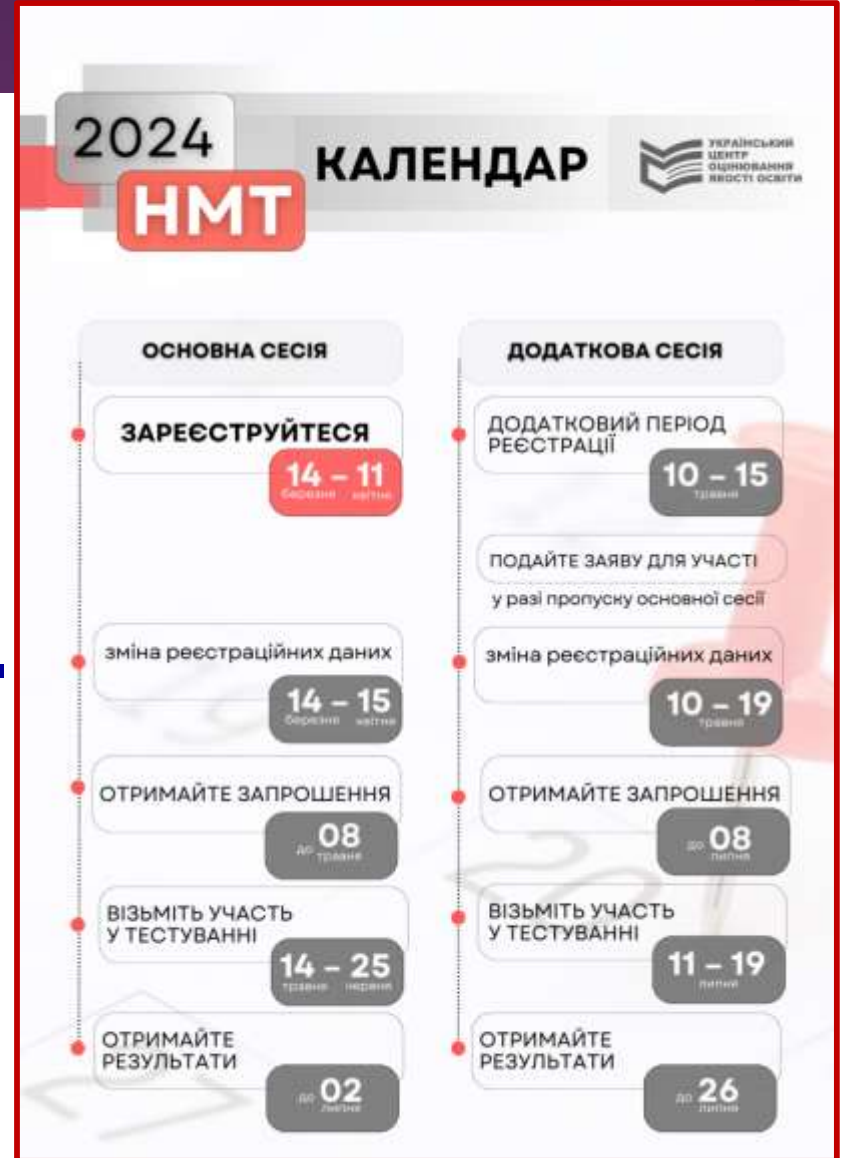 2024
НМТ
КАЛЕНДАР
УКРАЇНСЬКИЙ
ЦЕНТР
ОЦІНЮВАННЯ
ЯКОСТІ ОСВІТИ
ОСНОВНА СЕСІЯ
ЗАРЕЄСТРУЙТЕСЯ
14 – 11
березня квітня
зміна реєстраційних даних
14 – 15
березня квітня
ОТРИМАЙТЕ ЗАПРОШЕННЯ
до 08
травня
ВІЗЬМІТЬ УЧАСТЬ
У ТЕСТУВАННІ
14 – 25
травня червня
ОТРИМАЙТЕ
РЕЗУЛЬТАТИ
до 02
липня
ДОДАТКОВА СЕСІЯ
ДОДАТКОВИЙ ПЕРІОД
РЕЄСТРАЦІЇ
10 – 15
травня
ПОДАЙТЕ ЗАЯВУ ДЛЯ УЧАСТІ
у разі пропуску основної сесії
зміна реєстраційних даних
10 – 19
травня
ОТРИМАЙТЕ ЗАПРОШЕННЯ
до 08
липня
ВІЗЬМІТЬ УЧАСТЬ
У ТЕСТУВАННІ
11 – 19
липня
ОТРИМАЙТЕ
РЕЗУЛЬТАТИ
до 26
липня